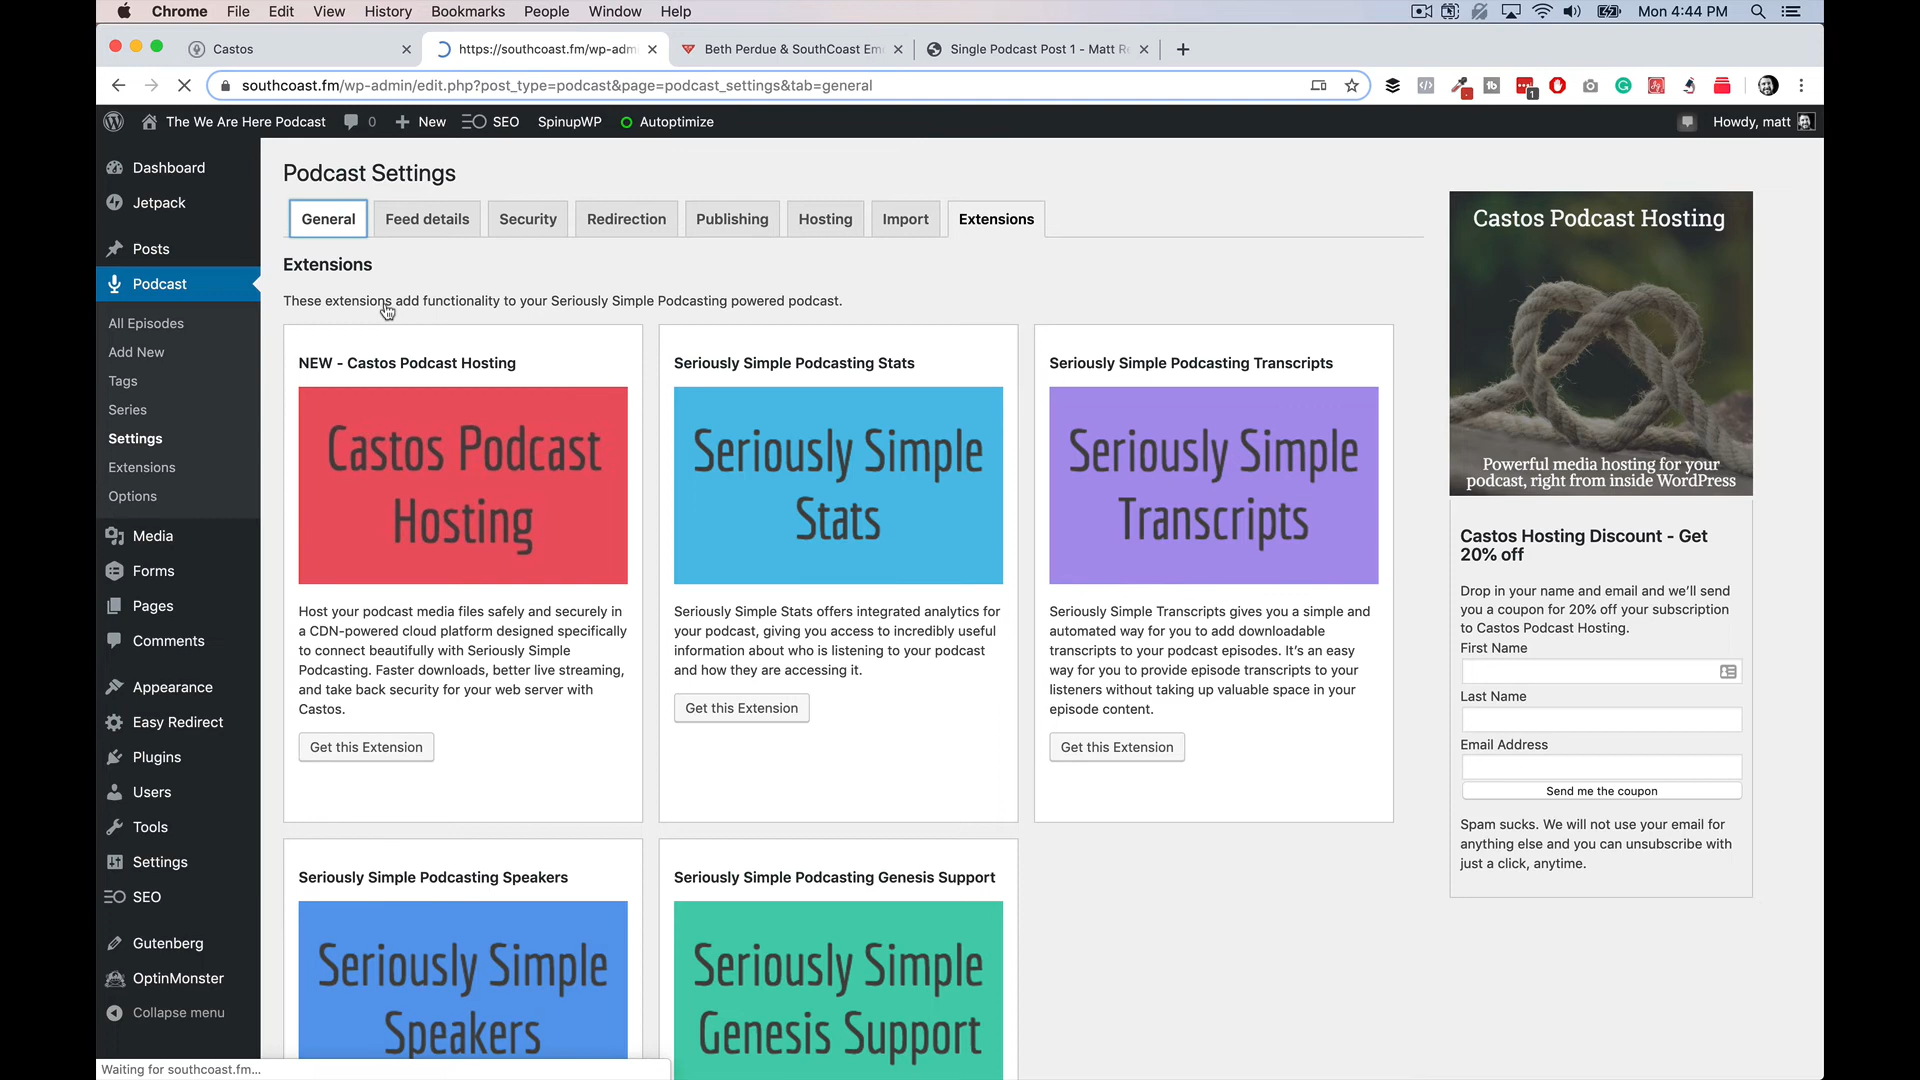 Chrome File Edit View History Bookmarks People Window Help Mon 4:44 PM
Castos https://southcoast.fm/wp-adm Beth Perdue & SouthCoast Em Single Podcast Post 1 - Matt R
southcoast.fm/wp-admin/edit.php?post_type=podcast&page=podcast_settings&tab=general
1
The We Are Here Podcast 0 New SEO SpinupWP Autoptimize Howdy, matt
Dashboard
Jetpack
Posts
Podcast
All Episodes
Add New
Tags
Series
Settings
Extensions
Options
Media
Forms
Pages
Comments
Appearance
Easy Redirect
Plugins
Users
Tools
Settings
SEO
Gutenberg
OptinMonster
Collapse menu
Podcast Settings
General Feed details Security Redirection Publishing Hosting Import Extensions
Extensions
These extensions add functionality to your Seriously Simple Podcasting powered podcast.
NEW - Castos Podcast Hosting
Castos Podcast
Hosting
Host your podcast media files safely and securely in
a CDN-powered cloud platform designed specifically
to connect beautifully with Seriously Simple
Podcasting. Faster downloads, better live streaming,
and take back security for your web server with
Castos.
Get this Extension
Seriously Simple Podcasting Stats
Seriously Simple
Stats
Seriously Simple Stats offers integrated analytics for
your podcast, giving you access to incredibly useful
information about who is listening to your podcast
and how they are accessing it.
Get this Extension
Seriously Simple Podcasting Transcripts
Seriously Simple
Transcripts
Seriously Simple Transcripts gives you a simple and
automated way for you to add downloadable
transcripts to your podcast episodes. It's an easy
way for you to provide episode transcripts to your
listeners without taking up valuable space in your
episode content.
Get this Extension
Seriously Simple Podcasting Speakers
Seriously Simple
Speakers
Seriously Simple Podcasting Genesis Support
Seriously Simple
Genesis Support
Castos Podcast Hosting
Powerful media hosting for your
podcast, right from inside WordPress
Castos Hosting Discount - Get
20% off
Drop in your name and email and we'll send
you a coupon for 20% off your subscription
to Castos Podcast Hosting.
First Name
Last Name
Email Address
Send me the coupon
Spam sucks. We will not use your email for
anything else and you can unsubscribe with
just a click, anytime.
Waiting for southcoast.fm...